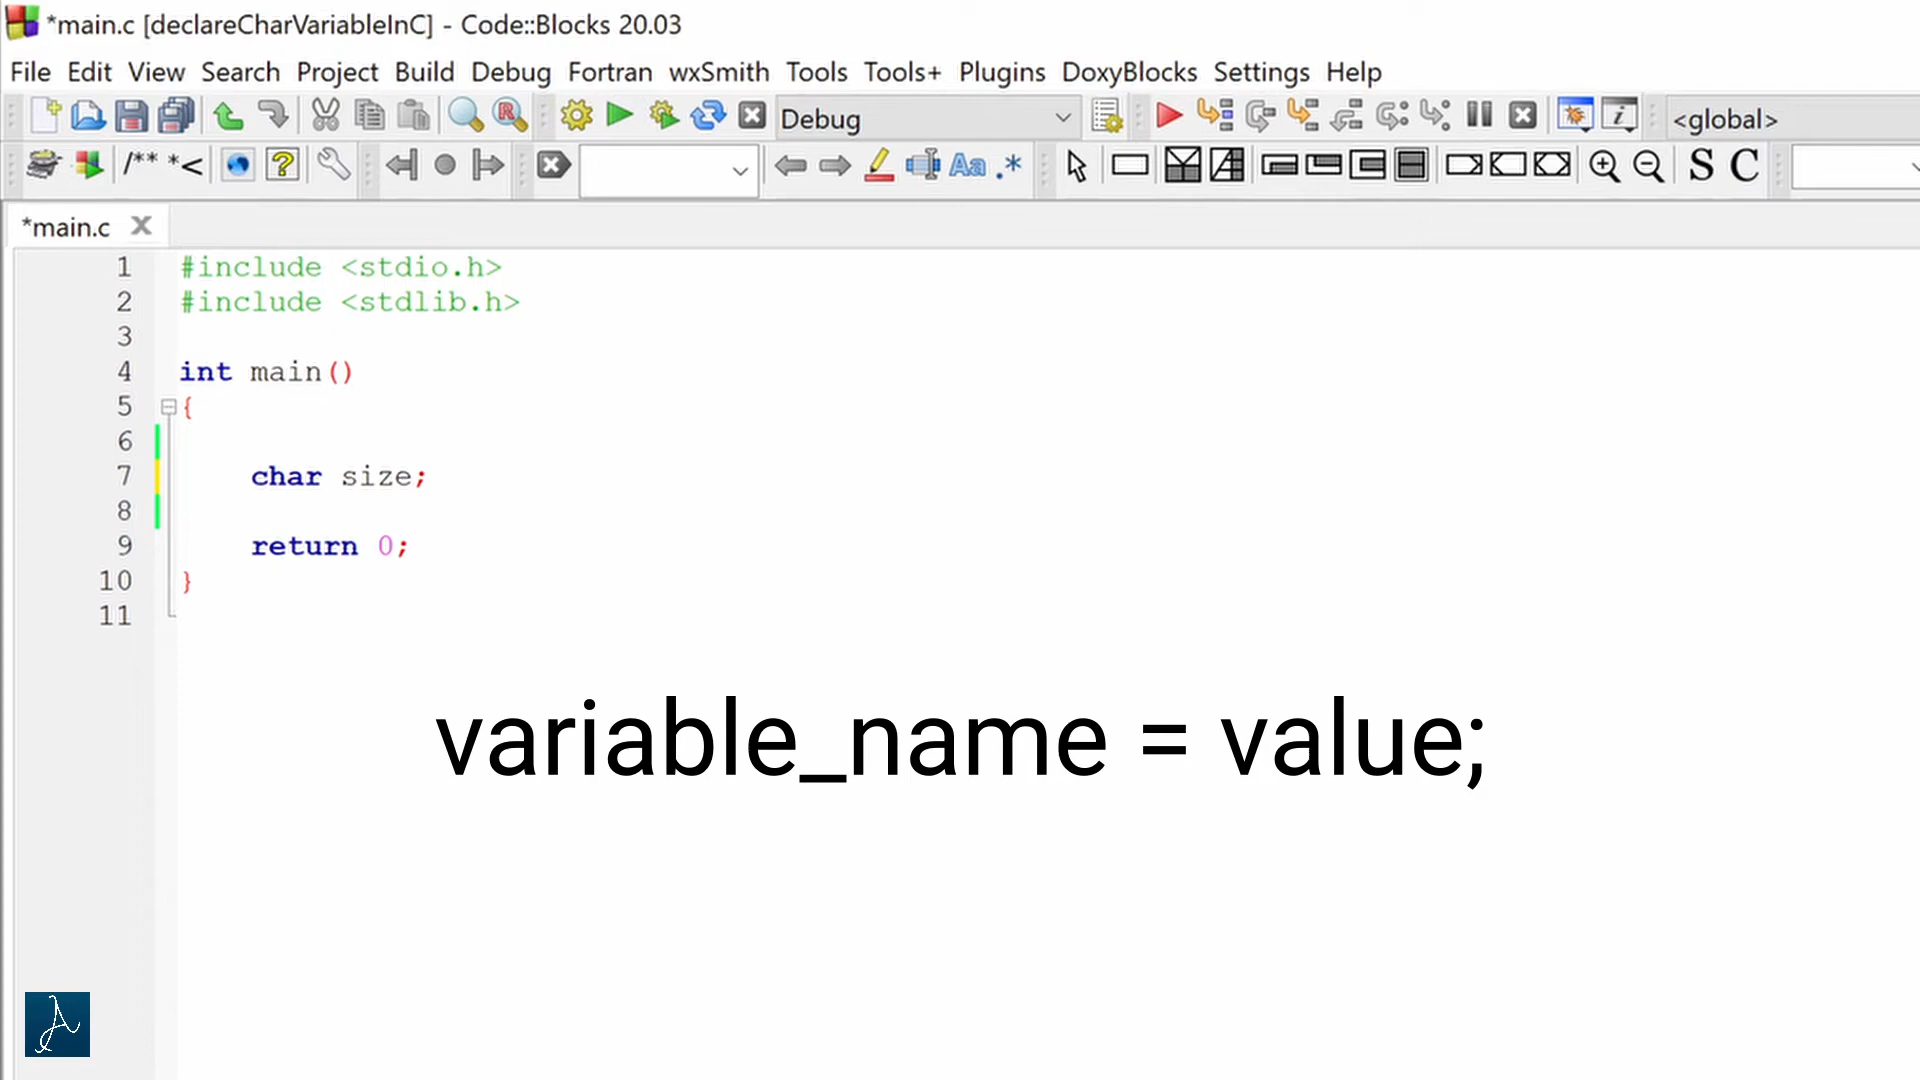 *main.c [declareCharVariableInC] - Code::Blocks 20.03
File Edit View Search Project Build Debug Fortran wxSmith Tools Tools+ Plugins DoxyBlocks Settings Help
Debug <global>
/** *< Aa .* S C
*main.c
1 #include <stdio.h>
2 #include <stdlib.h>
3
4 int main()
5 {
6
7 char size;
8
9 return 0;
10 }
11
variable_name = value;